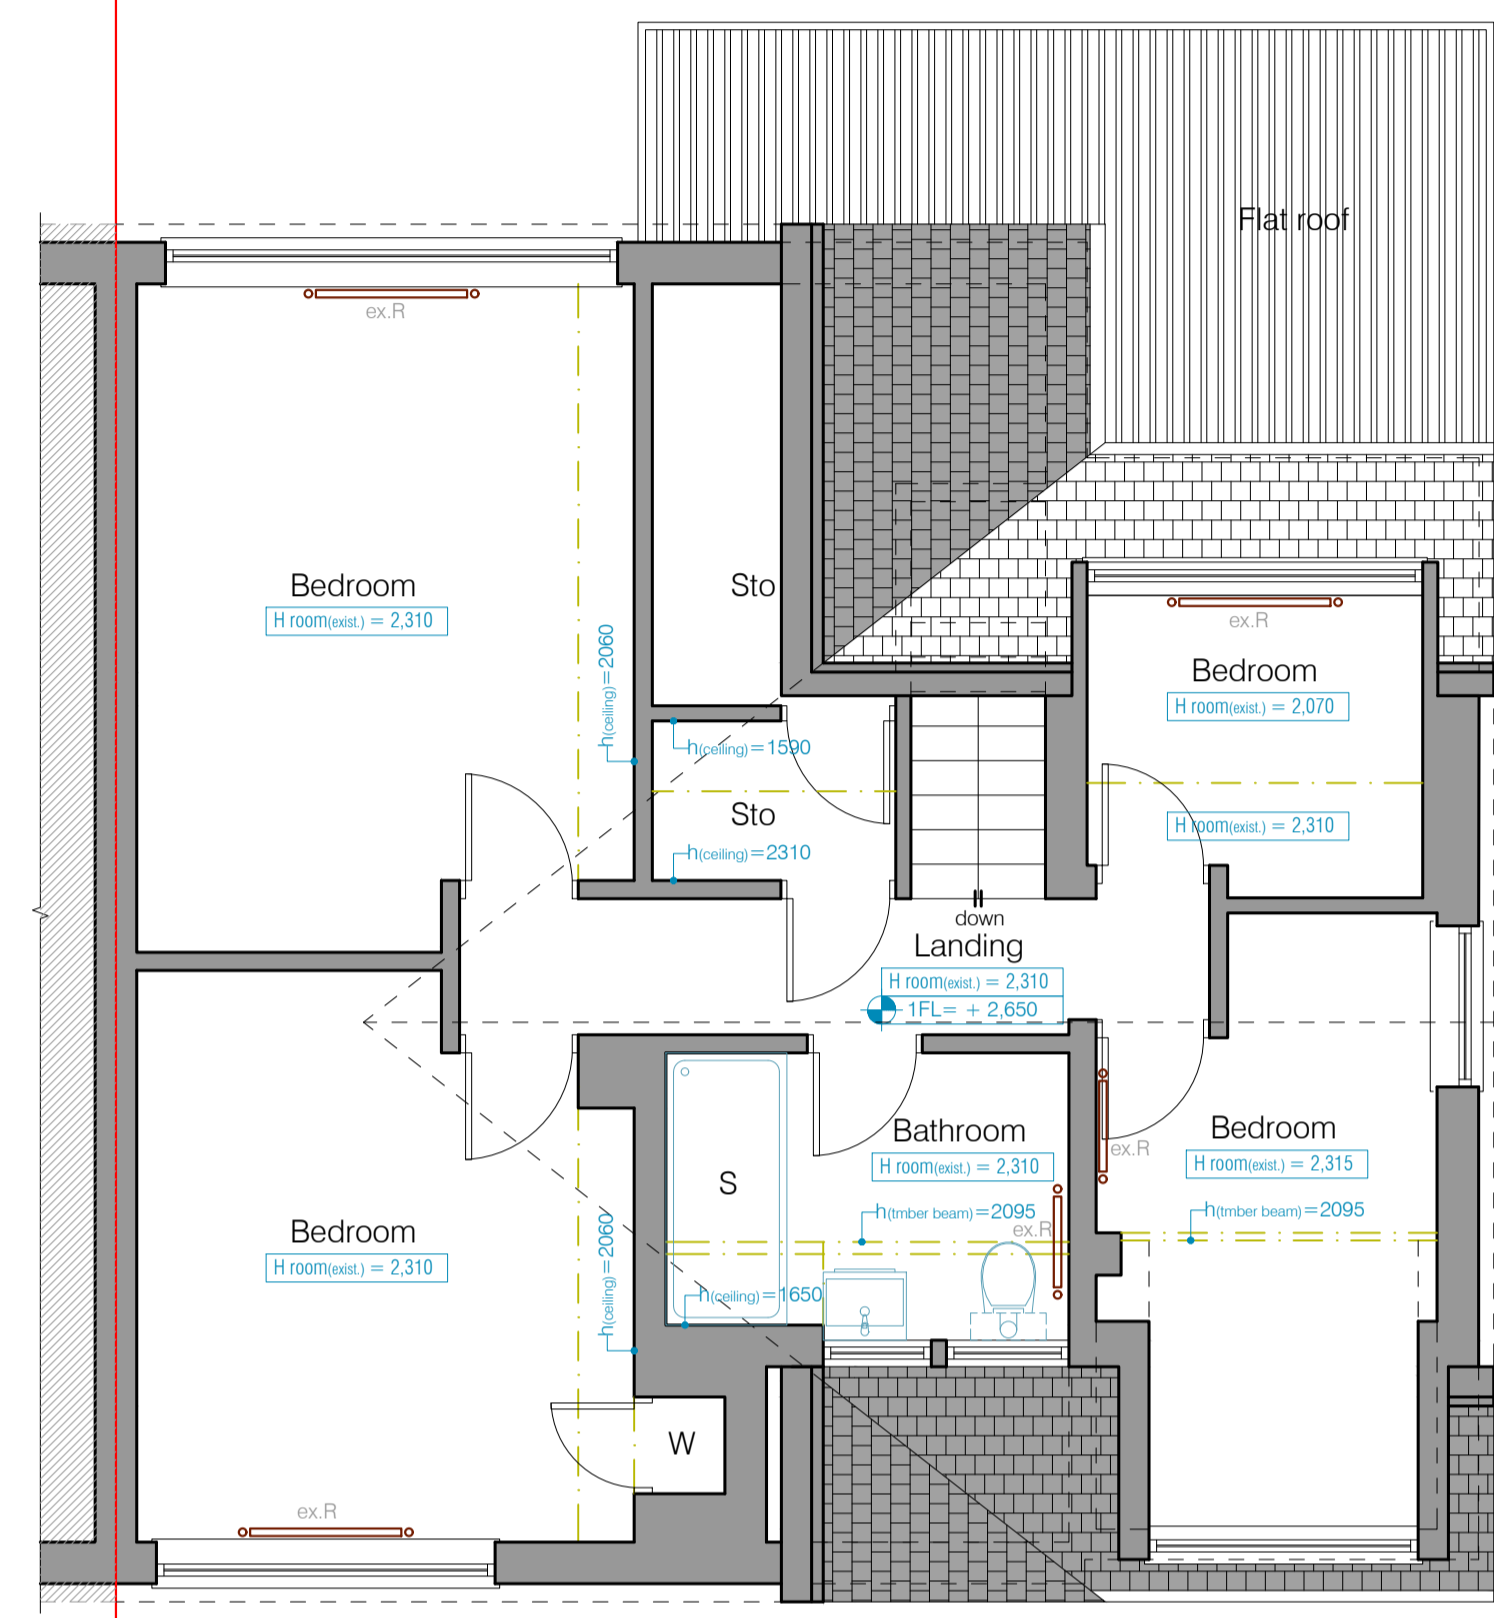 Flat roof
ex.R
Bedroom
H room(exist.) = 2,310
h(ceiling)=2060
Sto
ex.R
Bedroom
H room(exist.) = 2,070
h(ceiling)=1590
Sto
H room(exist.) = 2,310
h(ceiling)=2310
down
Landing
H room(exist.) = 2,310
1FL= + 2,650
Bathroom
H room(exist.) = 2,310
Bedroom
ex.R
H room(exist.) = 2,315
S
h(tmber beam)=2095
ex.R
h(tmber beam)=2095
Bedroom
H room(exist.) = 2,310
h(ceiling)=2060
h(ceiling)=1650
W
ex.R